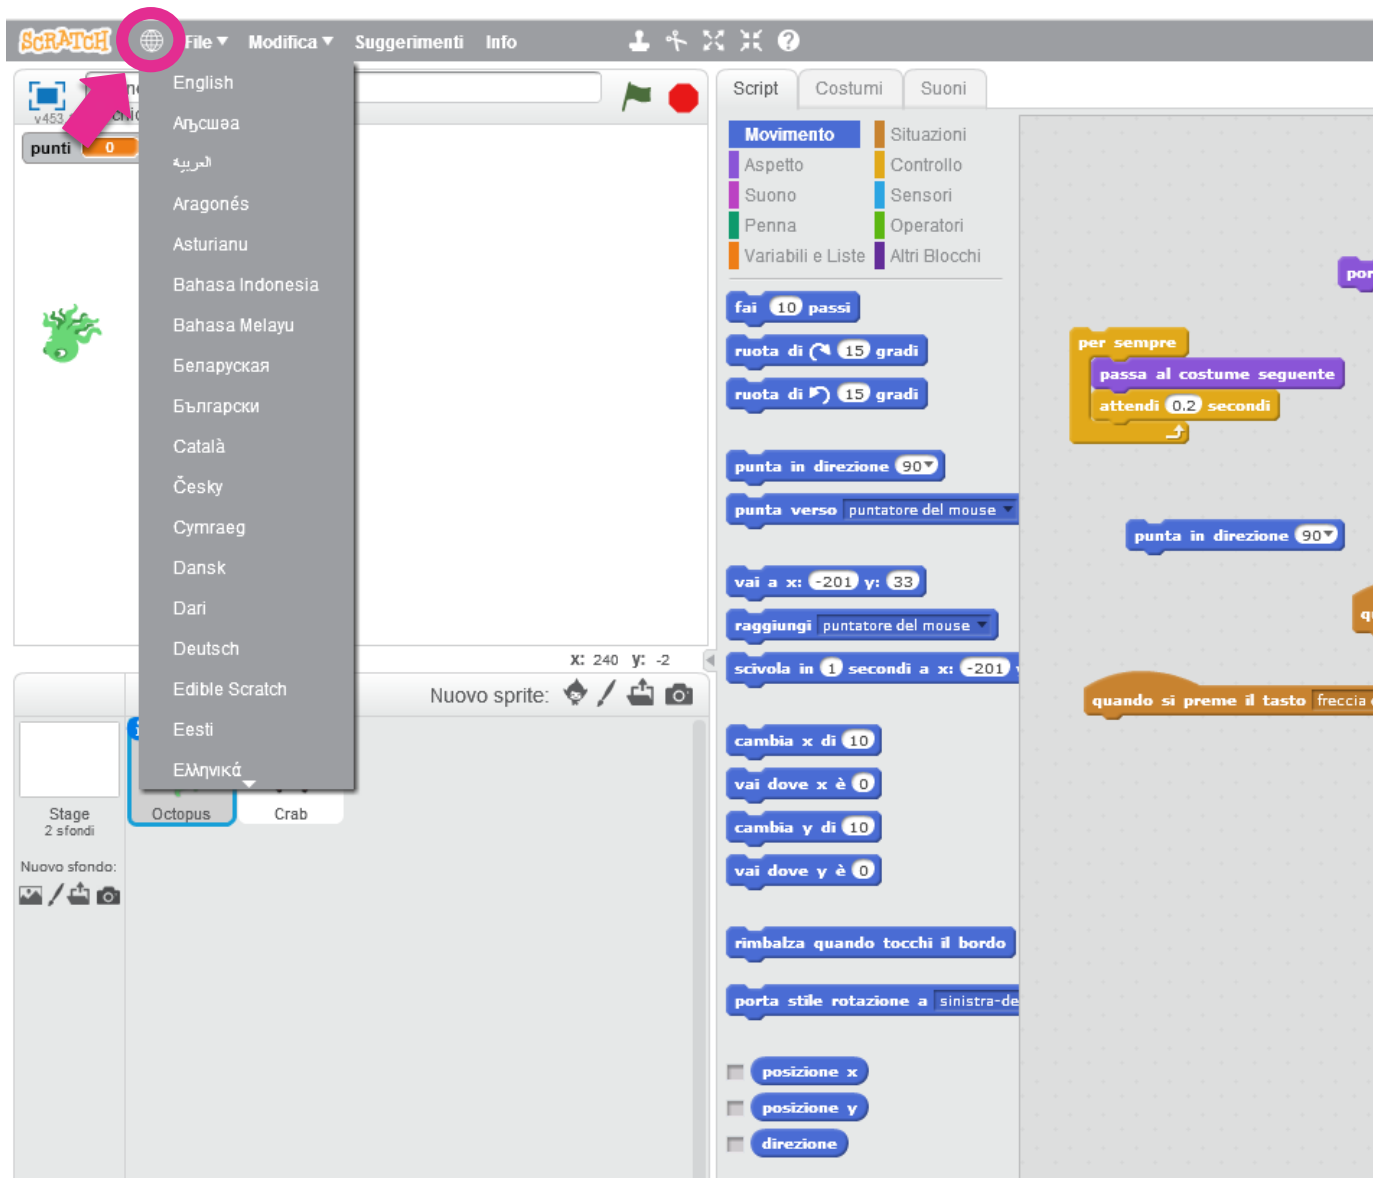 SCRATCH File Modifica Suggerimenti Info
v453
punti 0
English
Аҧсшәа
العربية
Aragonés
Asturianu
Bahasa Indonesia
Bahasa Melayu
Беларуская
Български
Català
Česky
Cymraeg
Dansk
Dari
Deutsch
Edible Scratch
Eesti
Ελληνικά
x: 240 y: -2
Nuovo sprite:
Stage
2 sfondi
Octopus
Crab
Nuovo sfondo:
Script Costumi Suoni
Movimento Situazioni
Aspetto Controllo
Suono Sensori
Penna Operatori
Variabili e Liste Altri Blocchi
fai 10 passi
ruota di 15 gradi
ruota di 15 gradi
punta in direzione 90
punta verso puntatore del mouse
vai a x: -201 y: 33
raggiungi puntatore del mouse
scivola in 1 secondi a x: -201
cambia x di 10
vai dove x è 0
cambia y di 10
vai dove y è 0
rimbalza quando tocchi il bordo
porta stile rotazione a sinistra-de
posizione x
posizione y
direzione
por
per sempre
passa al costume seguente
attendi 0.2 secondi
punta in direzione 90
quando si preme il tasto freccia